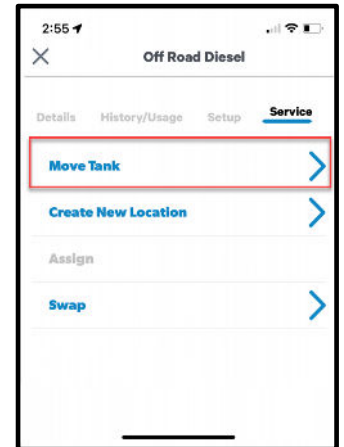 2:55
Off Road Diesel
Details History/Usage Setup Service
Move Tank
Create New Location
Assign
Swap